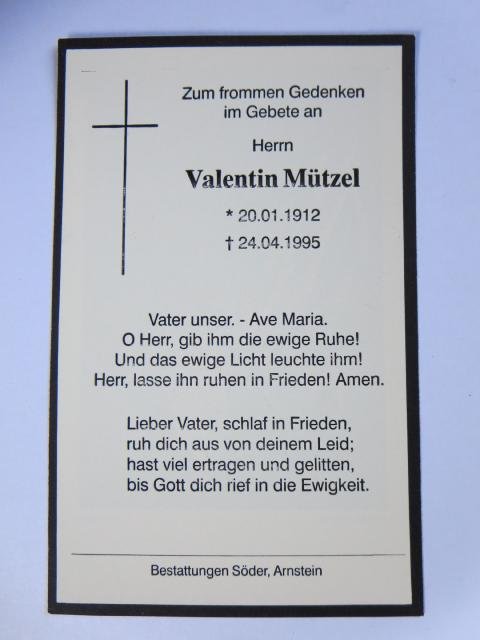 Zum frommen Gedenken
im Gebete an
Herrn
Valentin Mützel
* 20.01.1912
† 24.04.1995
Vater unser. - Ave Maria.
O Herr, gib ihm die ewige Ruhe!
Und das ewige Licht leuchte ihm!
Herr, lasse ihn ruhen in Frieden! Amen.
Lieber Vater, schlaf in Frieden,
ruh dich aus von deinem Leid;
hast viel ertragen und gelitten,
bis Gott dich rief in die Ewigkeit.
Bestattungen Söder, Arnstein